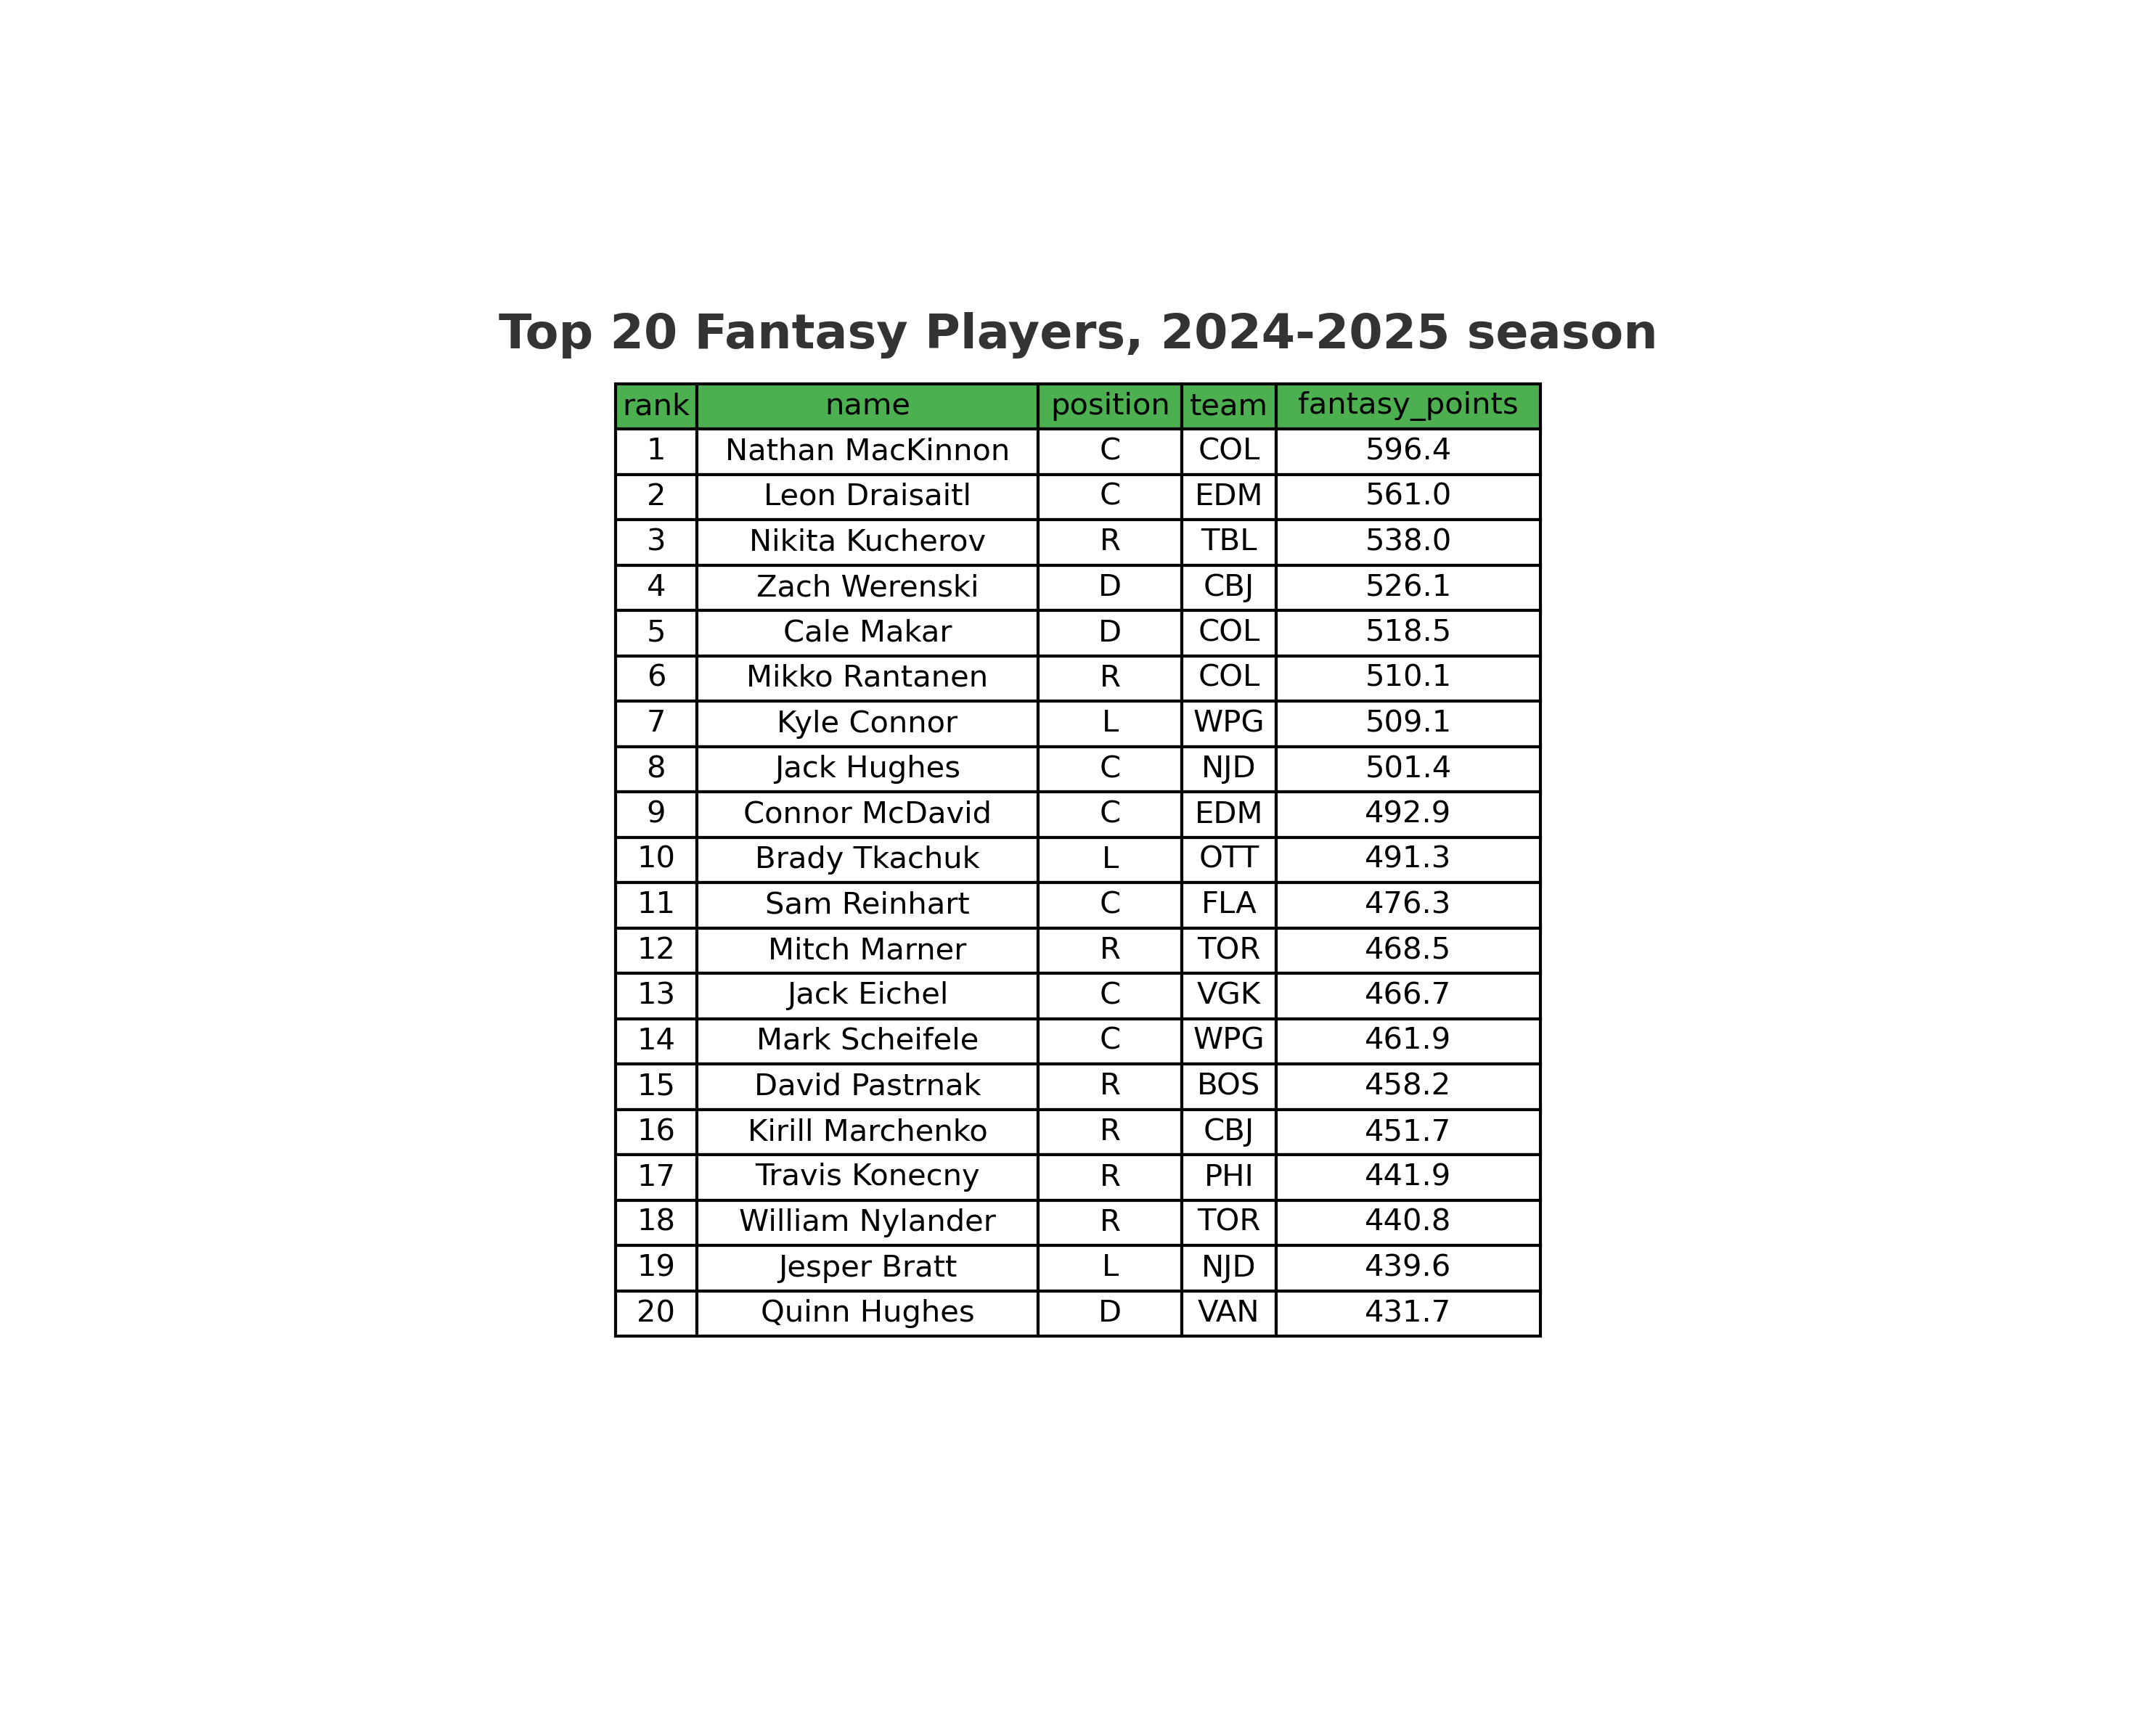 Top 20 Fantasy Players, 2024-2025 season
rank name position team fantasy_points
1 Nathan MacKinnon C COL 596.4
2 Leon Draisaitl C EDM 561.0
3 Nikita Kucherov R TBL 538.0
4 Zach Werenski D CBJ 526.1
5 Cale Makar D COL 518.5
6 Mikko Rantanen R COL 510.1
7 Kyle Connor L WPG 509.1
8 Jack Hughes C NJD 501.4
9 Connor McDavid C EDM 492.9
10 Brady Tkachuk L OTT 491.3
11 Sam Reinhart C FLA 476.3
12 Mitch Marner R TOR 468.5
13 Jack Eichel C VGK 466.7
14 Mark Scheifele C WPG 461.9
15 David Pastrnak R BOS 458.2
16 Kirill Marchenko R CBJ 451.7
17 Travis Konecny R PHI 441.9
18 William Nylander R TOR 440.8
19 Jesper Bratt L NJD 439.6
20 Quinn Hughes D VAN 431.7